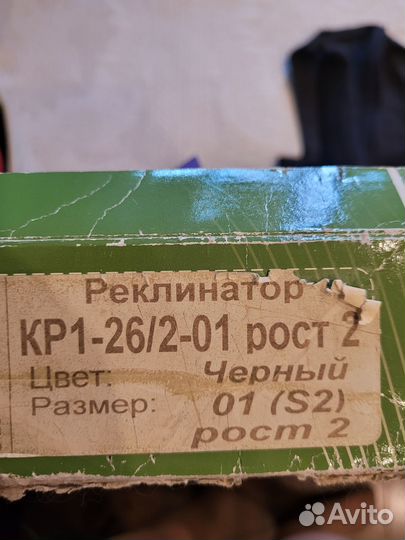 Реклинатор
КР1-26/2-01 рост 2
Цвет: Черный
Размер: 01 (S2)
рост 2
Avito